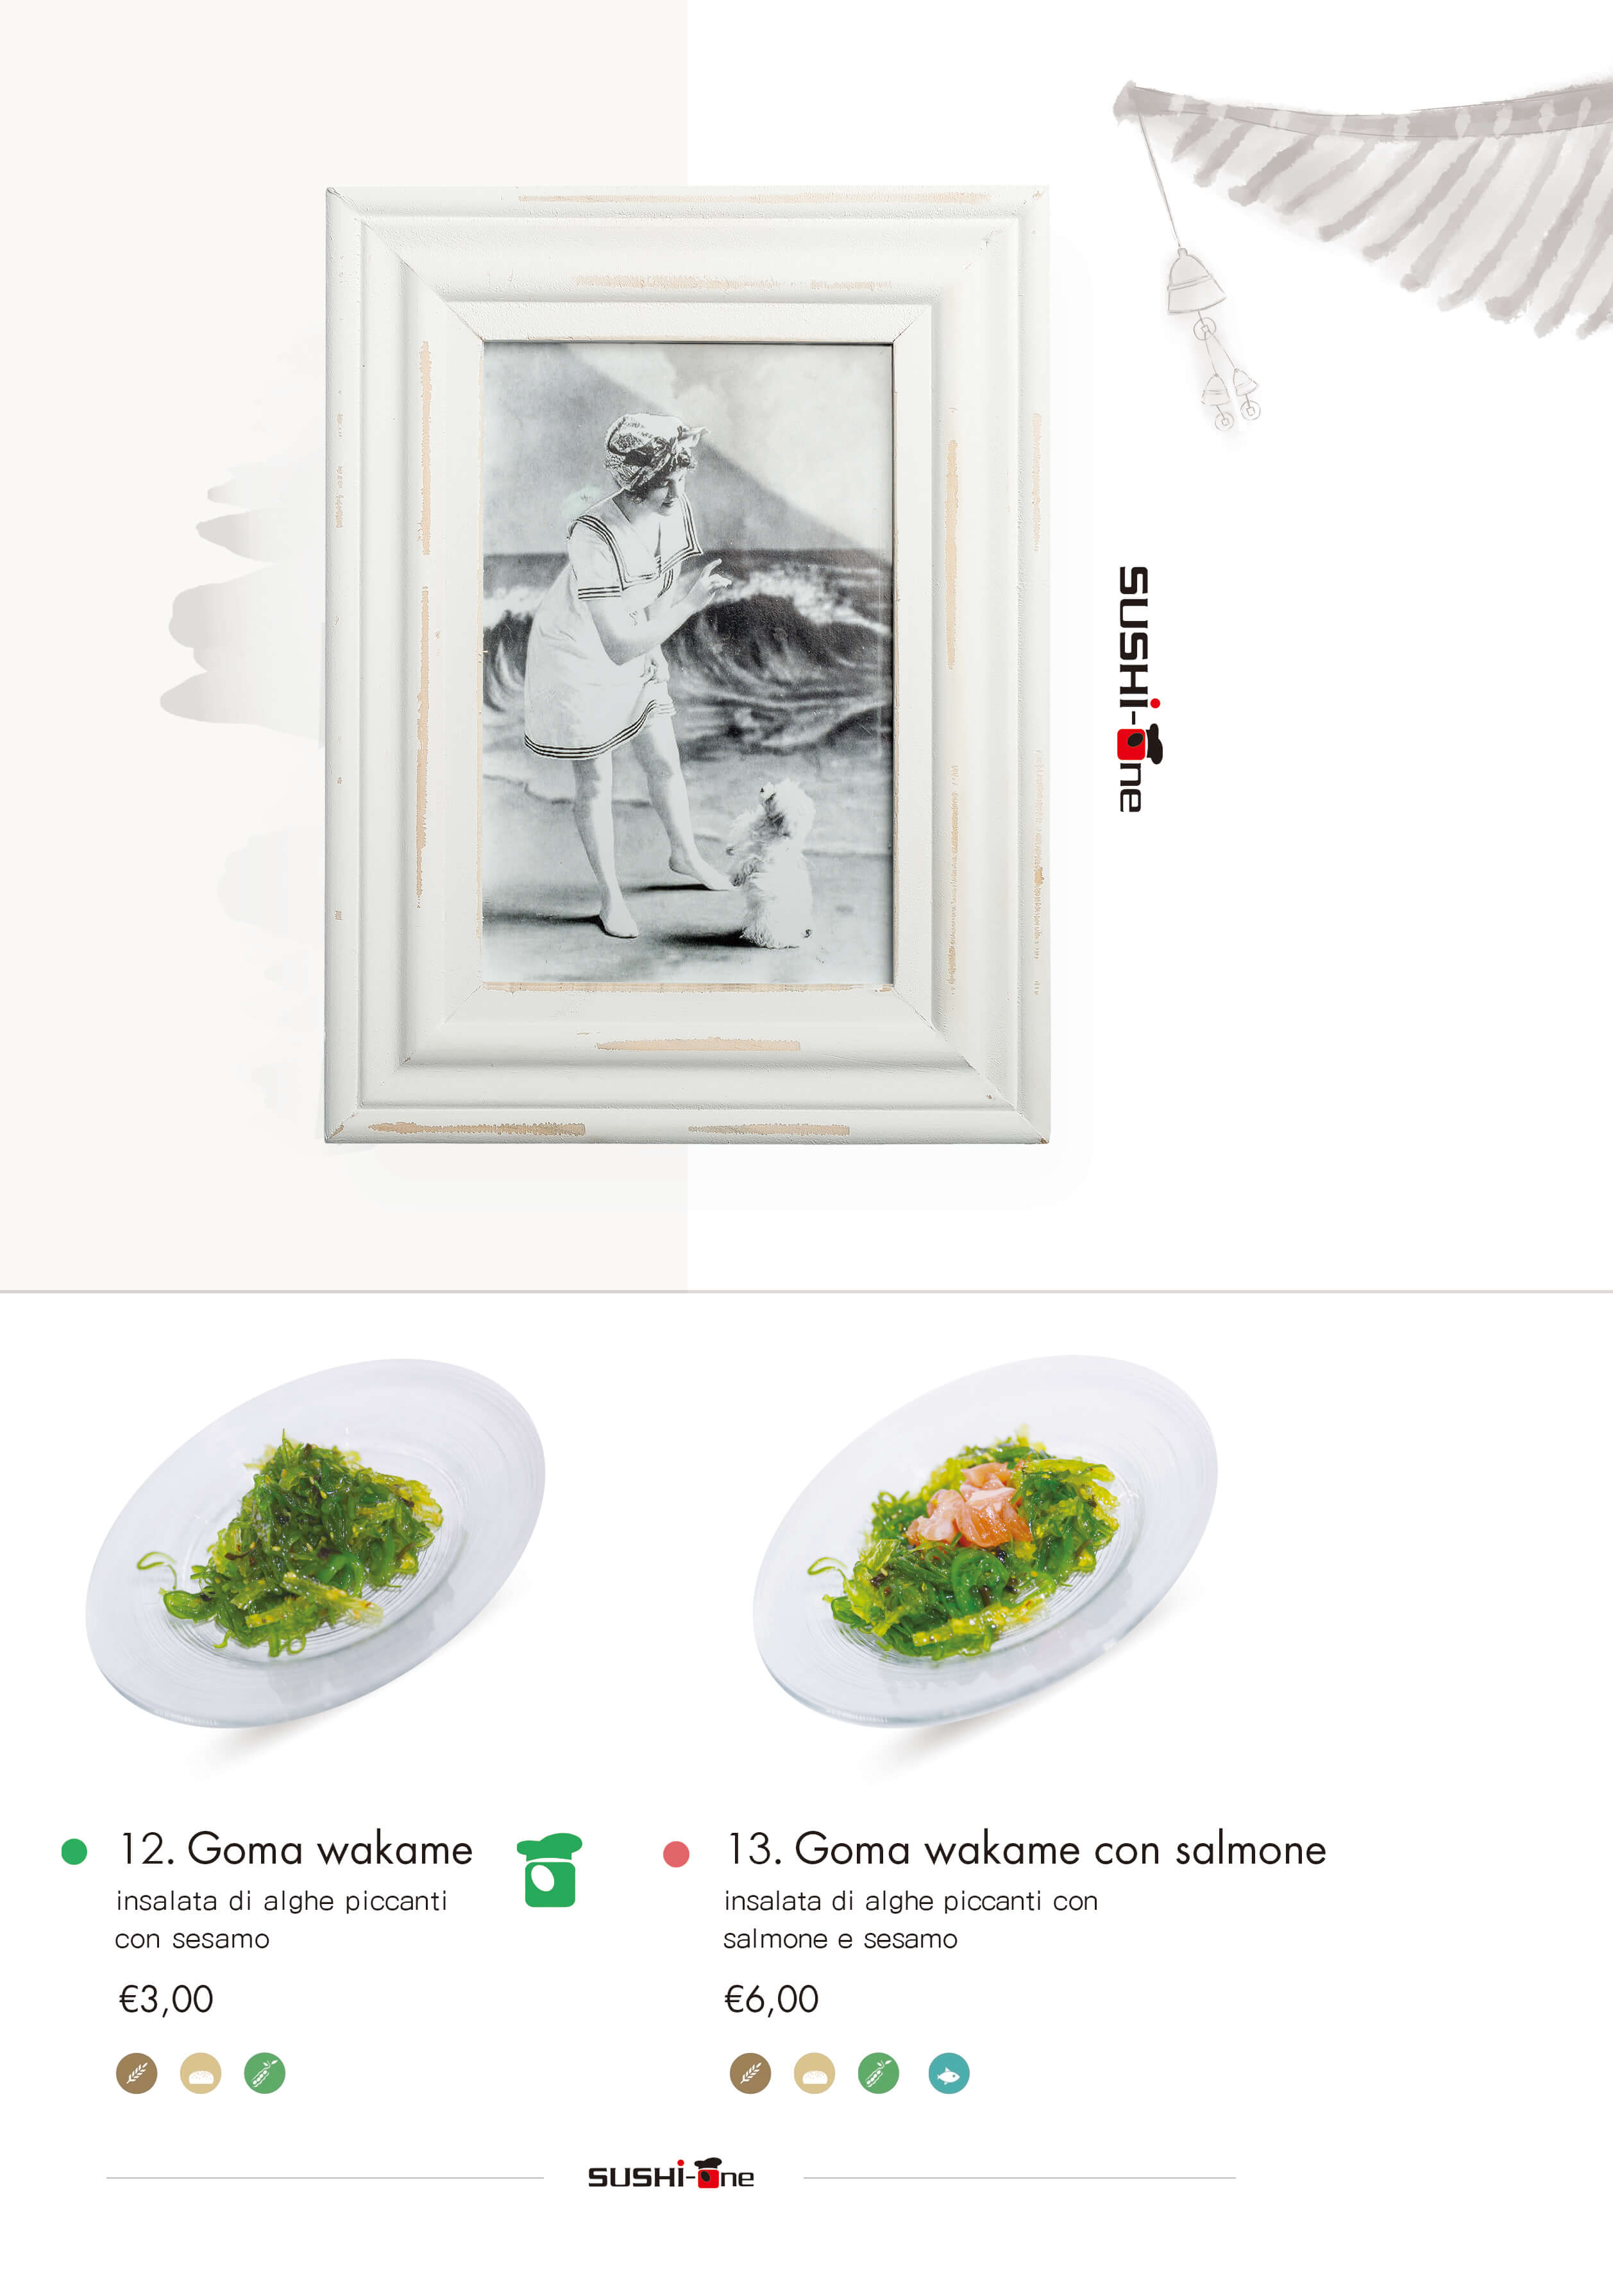 SUSHi-One
12. Goma wakame
insalata di alghe piccanti
con sesamo
€3,00
13. Goma wakame con salmone
insalata di alghe piccanti con
salmone e sesamo
€6,00
SUSHi-One